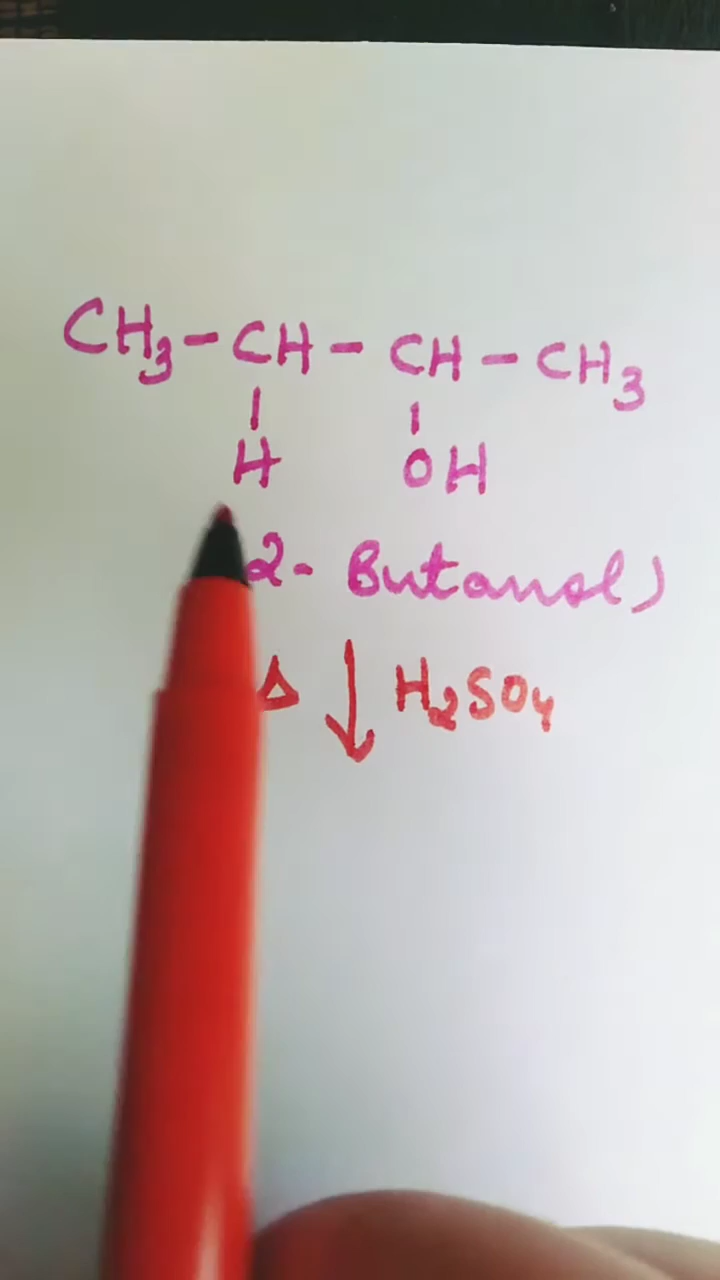 CH₃ - CH - CH - CH₃
H OH
2- Butanol)
Δ ↓ H₂SO₄